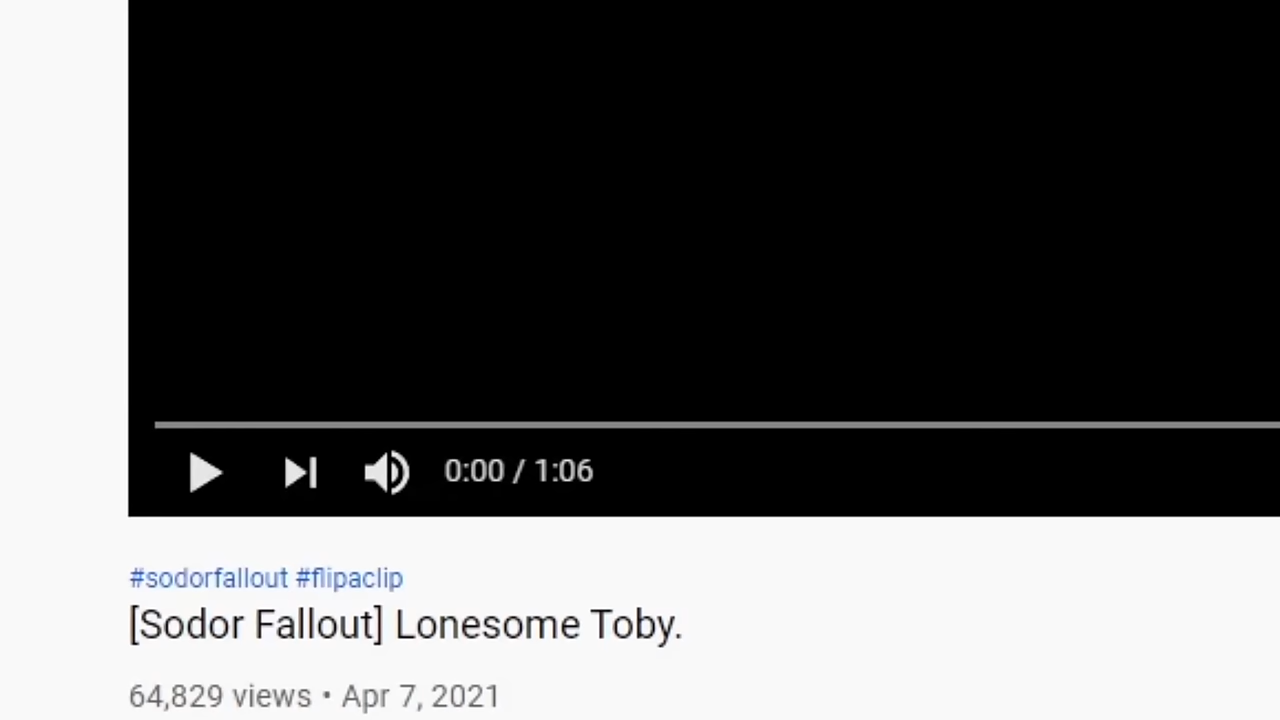 0:00 / 1:06
#sodorfallout #flipaclip
[Sodor Fallout] Lonesome Toby.
64,829 views • Apr 7, 2021